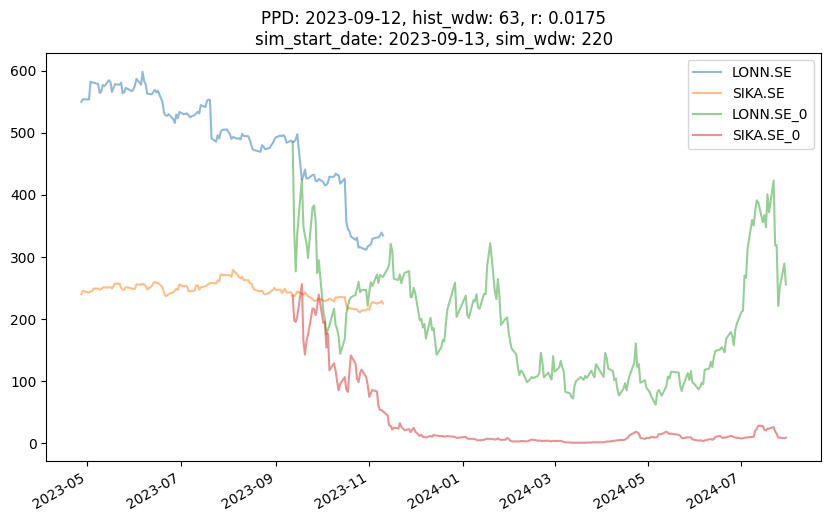 PPD: 2023-09-12, hist_wdw: 63, r: 0.0175
sim_start_date: 2023-09-13, sim_wdw: 220
LONN.SE
SIKA.SE
LONN.SE_0
SIKA.SE_0
600
500
400
300
200
100
0
2023-05
2023-07
2023-09
2023-11
2024-01
2024-03
2024-05
2024-07